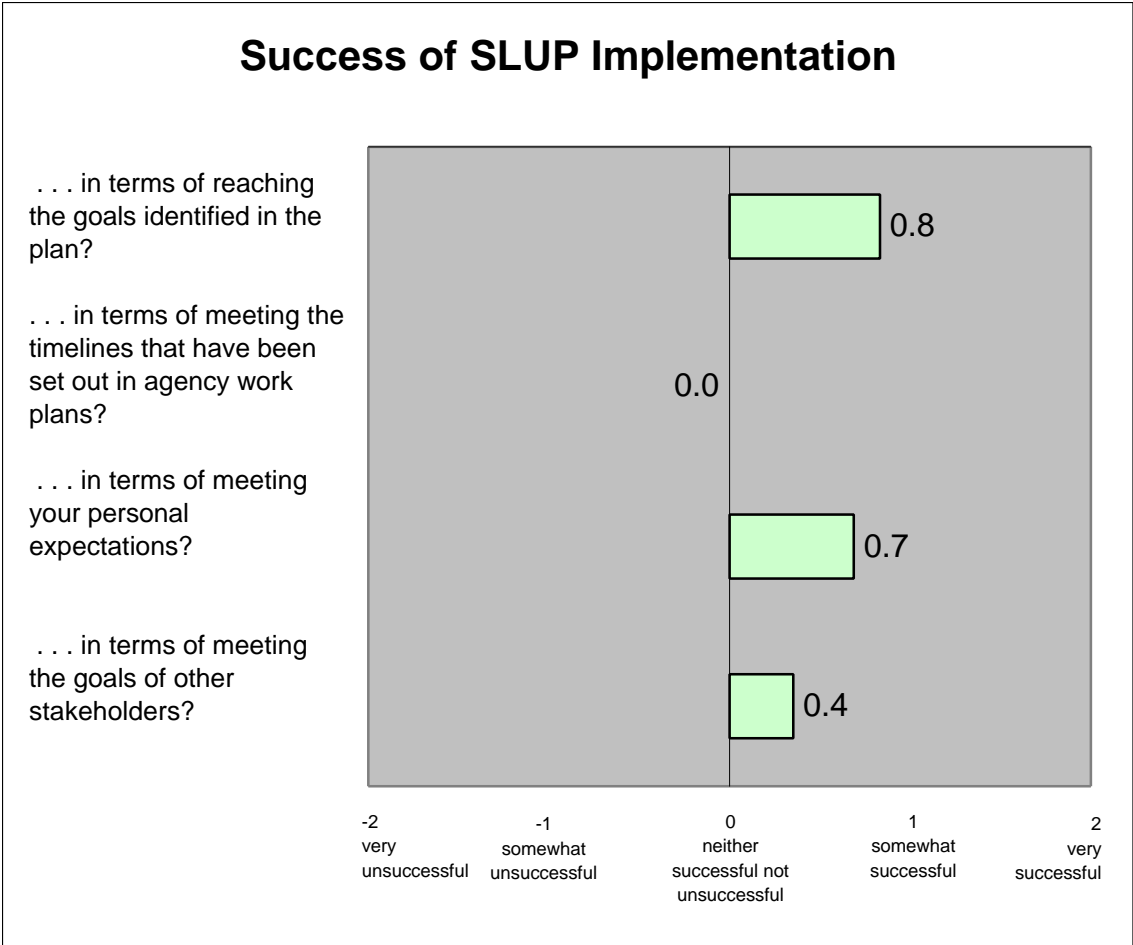 Success of SLUP Implementation
. . . in terms of reaching
the goals identified in the
plan?
0.8
. . . in terms of meeting the
timelines that have been
set out in agency work
plans?
0.0
. . . in terms of meeting
your personal
expectations?
0.7
. . . in terms of meeting
the goals of other
stakeholders?
0.4
-2
very
unsuccessful
-1
somewhat
unsuccessful
0
neither
successful not
unsuccessful
1
somewhat
successful
2
very
successful